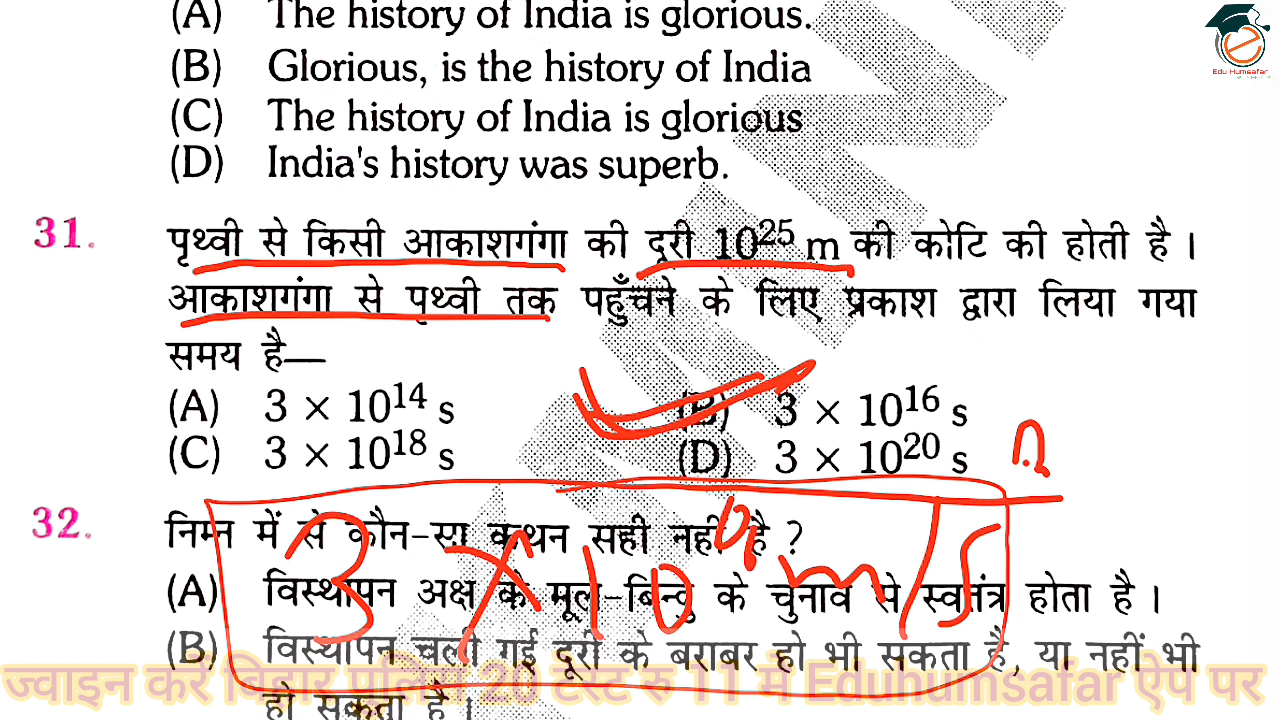 (A) The history of India is glorious.
Edu Humsafar
(B) Glorious, is the history of India
(C) The history of India is glorious
(D) India's history was superb.
31. पृथ्वी से किसी आकाशगंगा की दूरी 10²⁵ m की कोटि की होती है ।
आकाशगंगा से पृथ्वी तक पहुँचने के लिए प्रकाश द्वारा लिया गया
समय है—
(A) 3 × 10¹⁴ s (B) 3 × 10¹⁶ s
(C) 3 × 10¹⁸ s (D) 3 × 10²⁰ s
32. निम्न में से कौन-सा कथन सही नहीं है ?
3 × 10 m/s
(A) विस्थापन अक्ष के मूल-बिन्दु के चुनाव से स्वतंत्र होता है ।
(B) विस्थापन चली गई दूरी के बराबर हो भी सकता है, या नहीं भी
ज्वाइन करें बिहार पुलिस 20 टेस्ट रु 11 में Eduhumsafar ऐप पर
हो सकता है ।